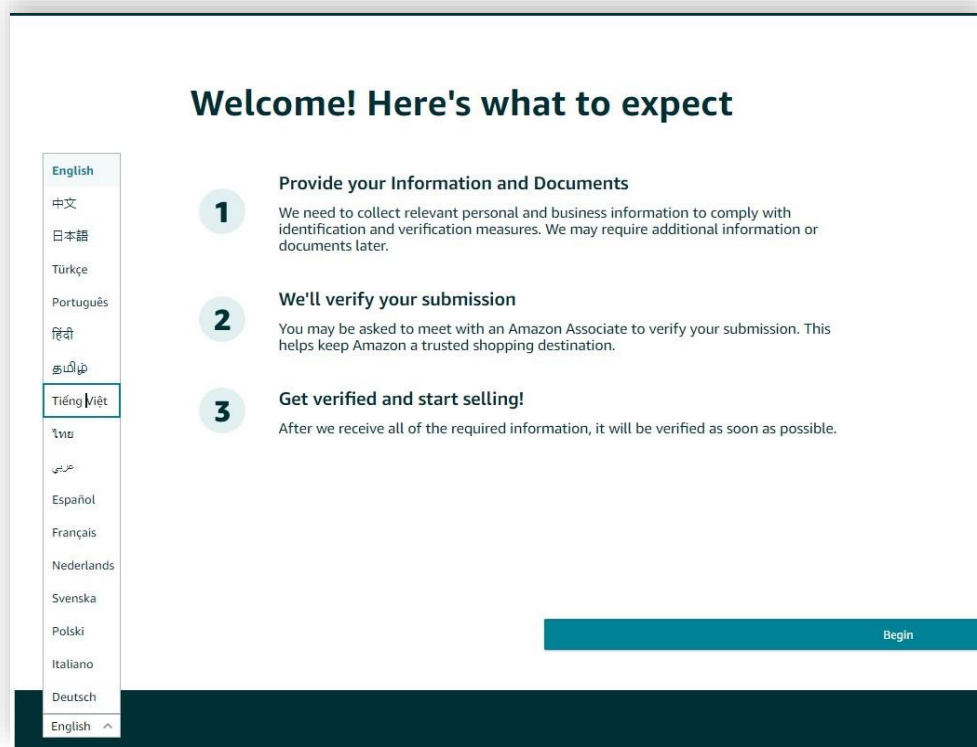 Welcome! Here's what to expect
English
中文
日本語
Türkçe
Português
हिंदी
தமிழ்
Tiếng Việt
ไทย
عربي
Español
Français
Nederlands
Svenska
Polski
Italiano
Deutsch
English
1
Provide your Information and Documents
We need to collect relevant personal and business information to comply with
identification and verification measures. We may require additional information or
documents later.
2
We'll verify your submission
You may be asked to meet with an Amazon Associate to verify your submission. This
helps keep Amazon a trusted shopping destination.
3
Get verified and start selling!
After we receive all of the required information, it will be verified as soon as possible.
Begin